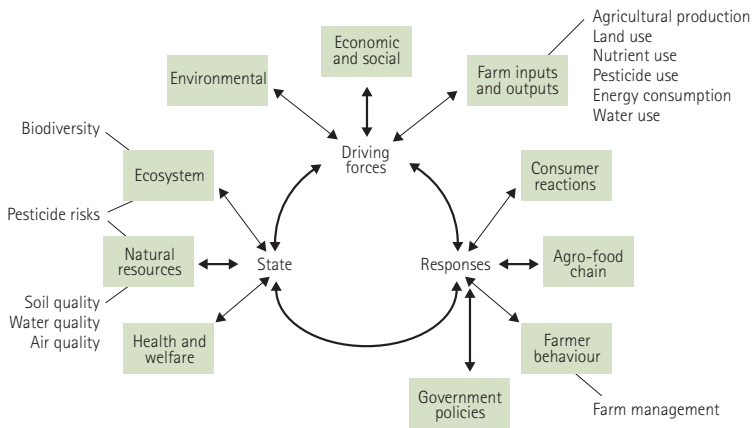 Agricultural production
Land use
Nutrient use
Pesticide use
Energy consumption
Water use
Economic
and social
Environmental
Farm inputs
and outputs
Biodiversity
Driving
forces
Ecosystem
Consumer
reactions
Pesticide risks
Natural
resources
State
Responses
Agro-food
chain
Soil quality
Water quality
Air quality
Health and
welfare
Farmer
behaviour
Government
policies
Farm management